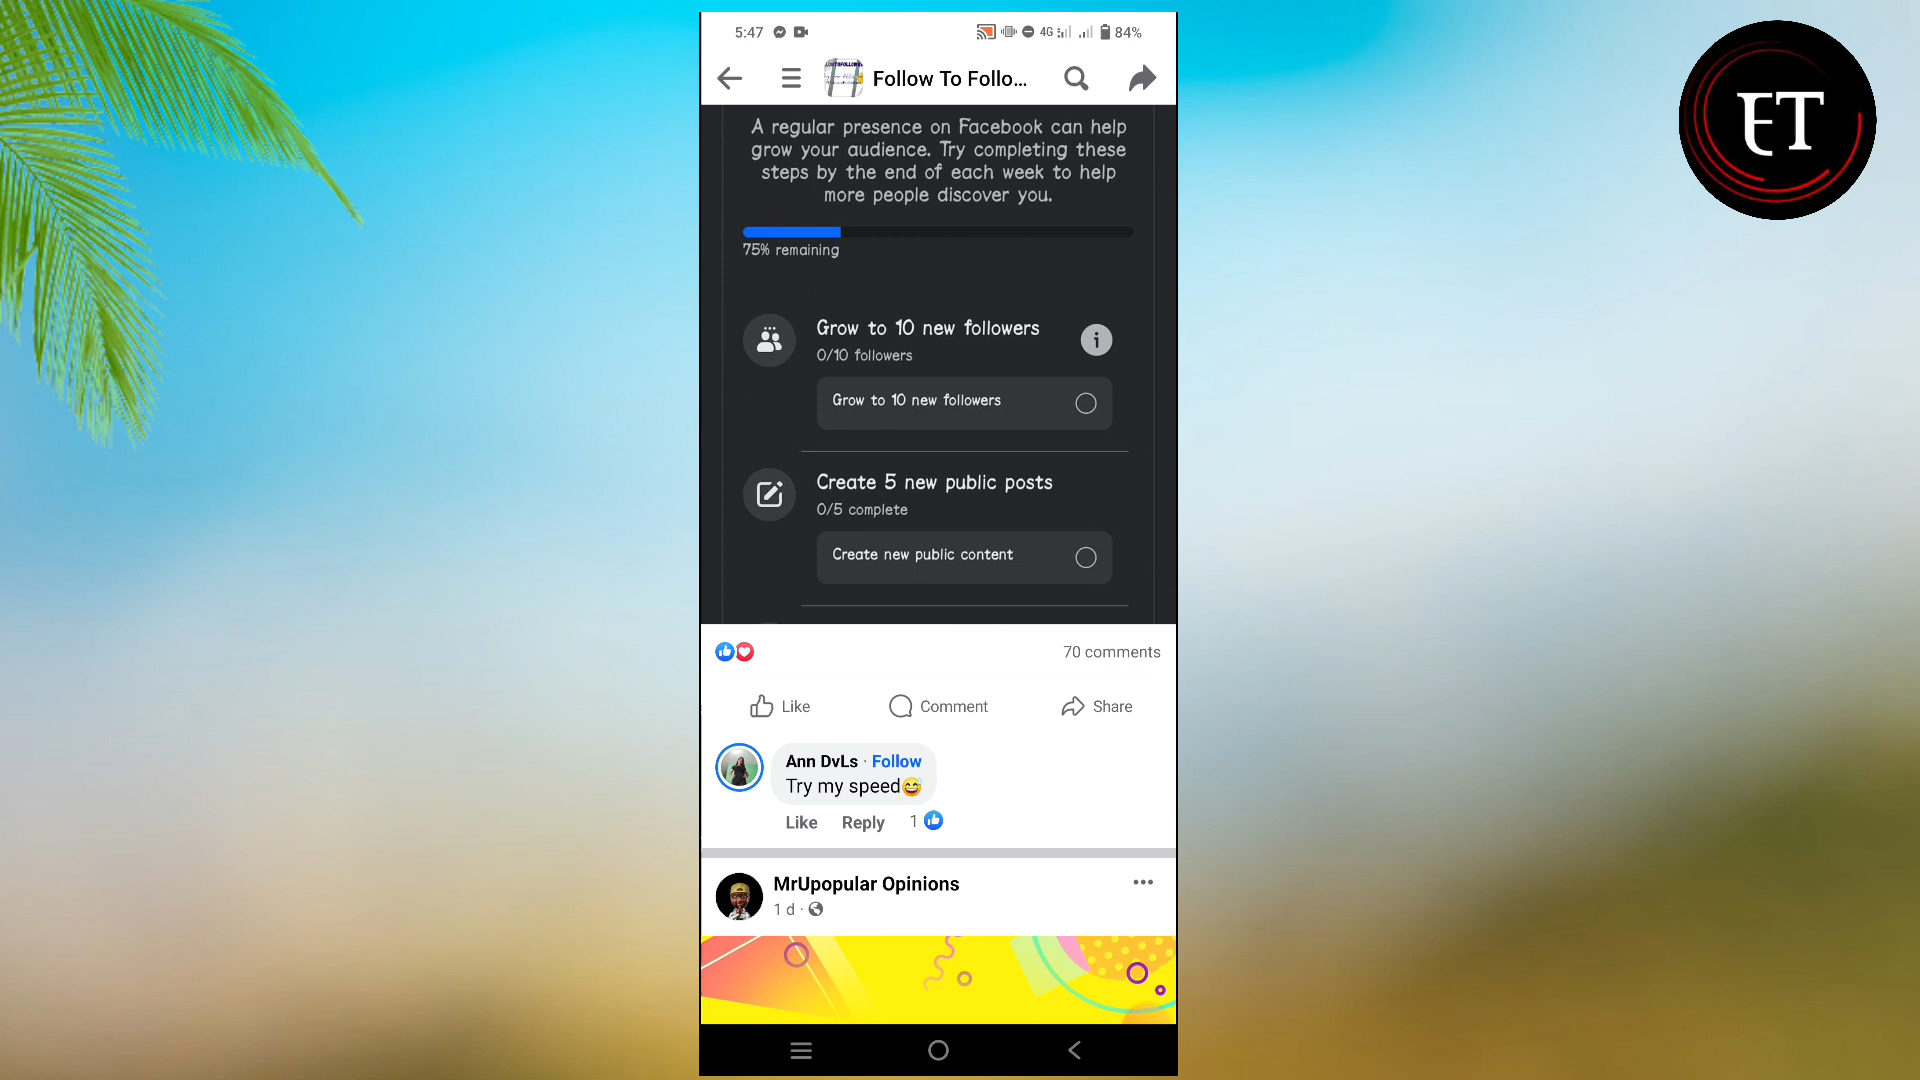 5:47
4G
84%
ET
Follow To Follo...
A regular presence on Facebook can help
grow your audience. Try completing these
steps by the end of each week to help
more people discover you.
75% remaining
Grow to 10 new followers
0/10 followers
Grow to 10 new followers
Create 5 new public posts
0/5 complete
Create new public content
70 comments
Like
Comment
Share
Ann DvLs · Follow
Try my speed😅
Like Reply 1
MrUpopular Opinions
1 d ·